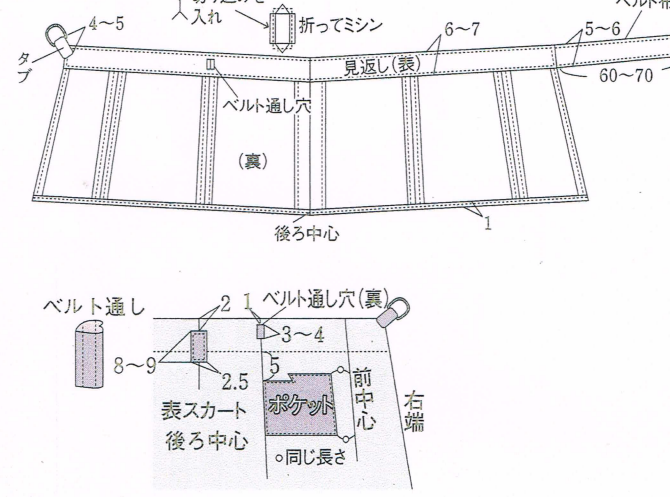 入れ
折ってミシン
4〜5
6〜7
5〜6
タブ
見返し(表)
60〜70
ベルト通し穴
(裏)
後ろ中心
1
ベルト通し
2
1
ベルト通し穴(裏)
3〜4
8〜9
2.5
5
ポケット
前中心
右端
表スカート
後ろ中心
○同じ長さ